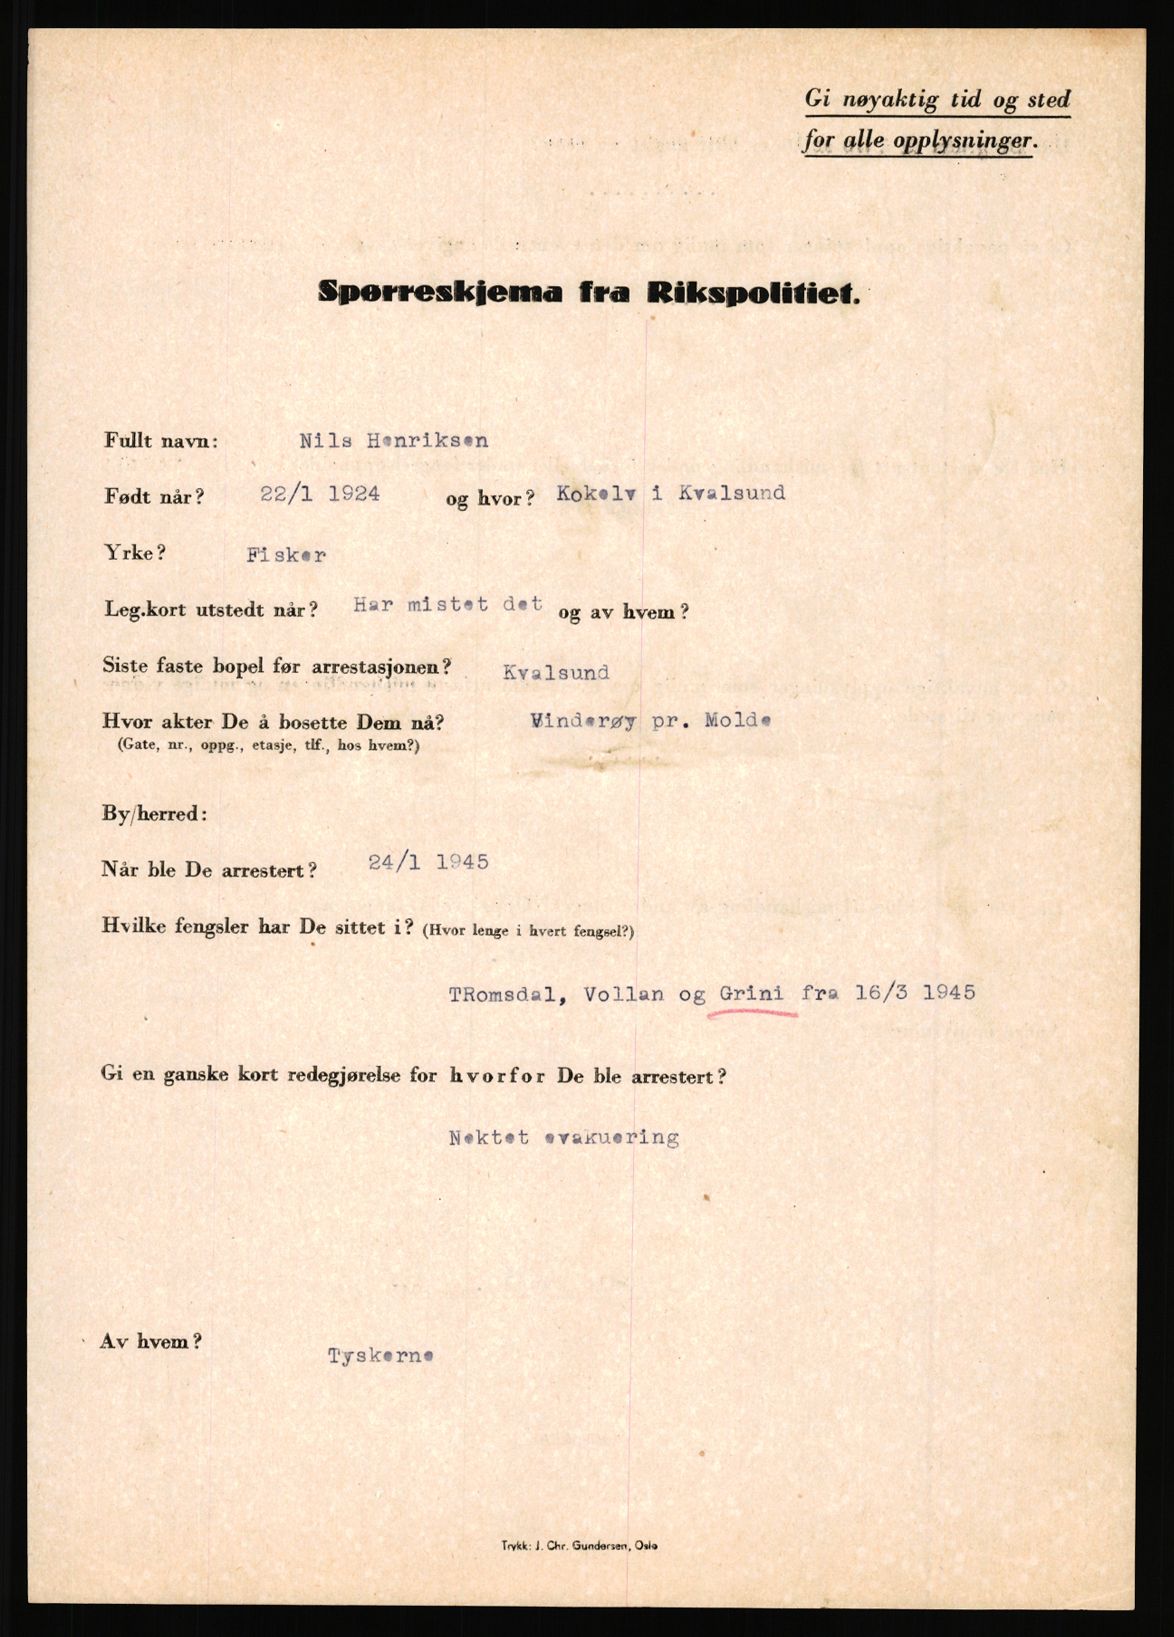 Gi nøyaktig tid og sted
for alle opplysninger.
Spørreskjema fra Rikspolitiet.
Fullt navn: Nils Henriksen
Født når? 22/1 1924 og hvor? Kokelv i Kvalsund
Yrke? Fisker
Leg.kort utstedt når? Har mistet det og av hvem?
Siste faste bopel før arrestasjonen? Kvalsund
Hvor akter De å bosette Dem nå? Vinderøy pr. Molde
(Gate, nr., oppg., etasje, tlf., hos hvem?)
By/herred:
Når ble De arrestert? 24/1 1945
Hvilke fengsler har De sittet i? (Hvor lenge i hvert fengsel?)
TRomsdal, Vollan og Grini fra 16/3 1945
Gi en ganske kort redegjørelse for hvorfor De ble arrestert?
Nektet evakuering
Av hvem? Tyskerne
Trykk: J. Chr. Gundersen, Oslo